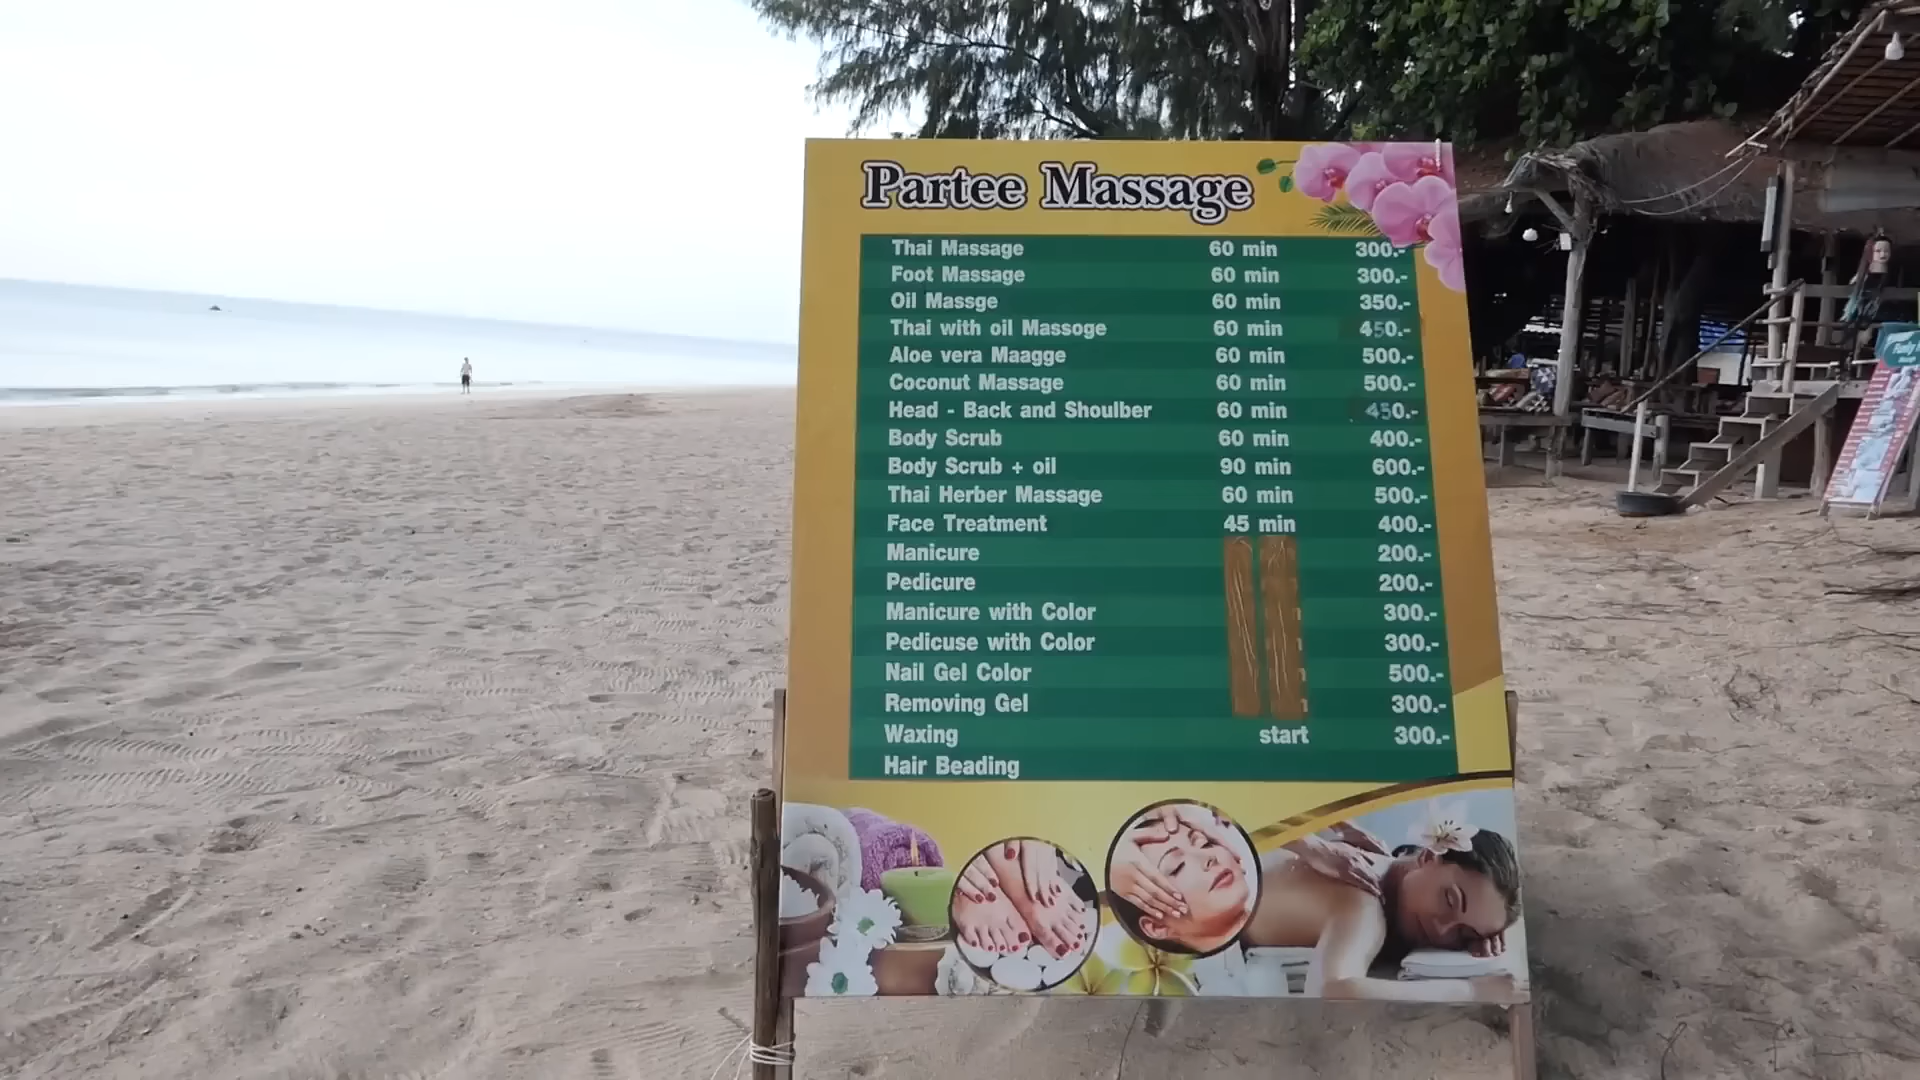 Partee Massage
Thai Massage 60 min 300.-
Foot Massage 60 min 300.-
Oil Massge 60 min 350.-
Thai with oil Massoge 60 min 450.-
Aloe vera Maagge 60 min 500.-
Coconut Massage 60 min 500.-
Head - Back and Shoulber 60 min 450.-
Body Scrub 60 min 400.-
Body Scrub + oil 90 min 600.-
Thai Herber Massage 60 min 500.-
Face Treatment 45 min 400.-
Manicure 200.-
Pedicure 200.-
Manicure with Color 300.-
Pedicuse with Color 300.-
Nail Gel Color 500.-
Removing Gel 300.-
Waxing start 300.-
Hair Beading